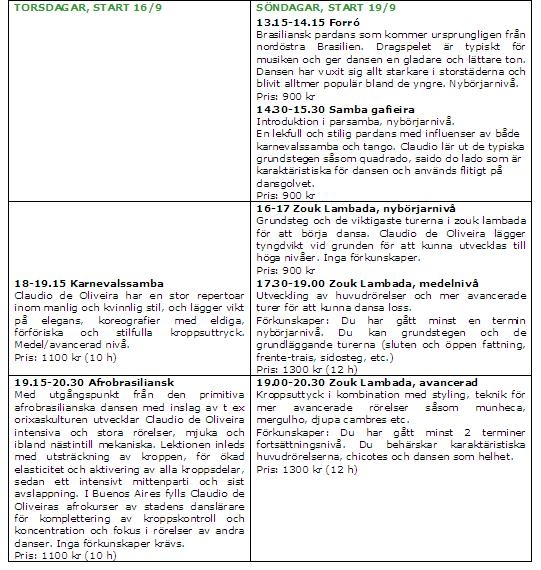 TORSDAGAR, START 16/9
18-19.15 Karnevalssamba
Claudio de Oliveira har en stor repertoar
inom manlig och kvinnlig stil, och lägger vikt
på elegans, koreografier med eldiga,
förföriska och stilfulla kroppsuttryck.
Medel/avancerad nivå.
Pris: 1100 kr (10 h)
19.15-20.30 Afrobrasiliansk
Med utgångspunkt från den primitiva
afrobrasilianska dansen med inslag av t ex
orixaskulturen utvecklar Claudio de Oliveira
intensiva och stora rörelser, mjuka och
ibland nästintill mekaniska. Lektionen inleds
med utsträckning av kroppen, för ökad
elasticitet och aktivering av alla kroppsdelar,
sedan ett intensivt mittenparti och sist
avslappning. I Buenos Aires fylls Claudio de
Oliveiras afrokurser av stadens danslärare
för komplettering av kroppskontroll och
koncentration och fokus i rörelser av andra
danser. Inga förkunskaper krävs.
Pris: 1100 kr (10 h)
SÖNDAGAR, START 19/9
13.15-14.15 Forró
Brasiliansk pardans som kommer ursprungligen från
nordöstra Brasilien. Dragspelet är typiskt för
musiken och ger dansen en gladare och lättare ton.
Dansen har vuxit sig allt starkare i storstäderna och
blivit alltmer populär bland de yngre. Nybörjarnivå.
Pris: 900 kr
14.30-15.30 Samba gafieira
Introduktion i parsamba, nybörjarnivå.
En lekfull och stilig pardans med influenser av både
karnevalssamba och tango. Claudio lär ut de typiska
grundstegen såsom quadrado, saido do lado som är
karaktäristiska för dansen och används flitigt på
dansgolvet.
Pris: 900 kr
16-17 Zouk Lambada, nybörjarnivå
Grundsteg och de viktigaste turerna i zouk lambada
för att börja dansa. Claudio de Oliveira lägger
tyngdvikt vid grunden för att kunna utvecklas till
höga nivåer. Inga förkunskaper.
Pris: 900 kr
17.30-19.00 Zouk Lambada, medelnivå
Utveckling av huvudrörelser och mer avancerade
turer för att kunna dansa loss.
Förkunskaper: Du har gått minst en termin
nybörjarnivå. Du kan grundstegen och de
grundläggande turerna (sluten och öppen fattning,
frente-trais, sidosteg, etc.)
Pris: 1300 kr (12 h)
19.00-20.30 Zouk Lambada, avancerad
Kroppsuttyck i kombination med styling, teknik för
mer avancerade rörelser såsom munheca,
mergulho, djupa cambres etc.
Förkunskaper: Du har gått minst 2 terminer
fortsättningsnivå. Du behärskar karaktäristiska
huvudrörelserna, chicotes och dansen som helhet.
Pris: 1300 kr (12 h)